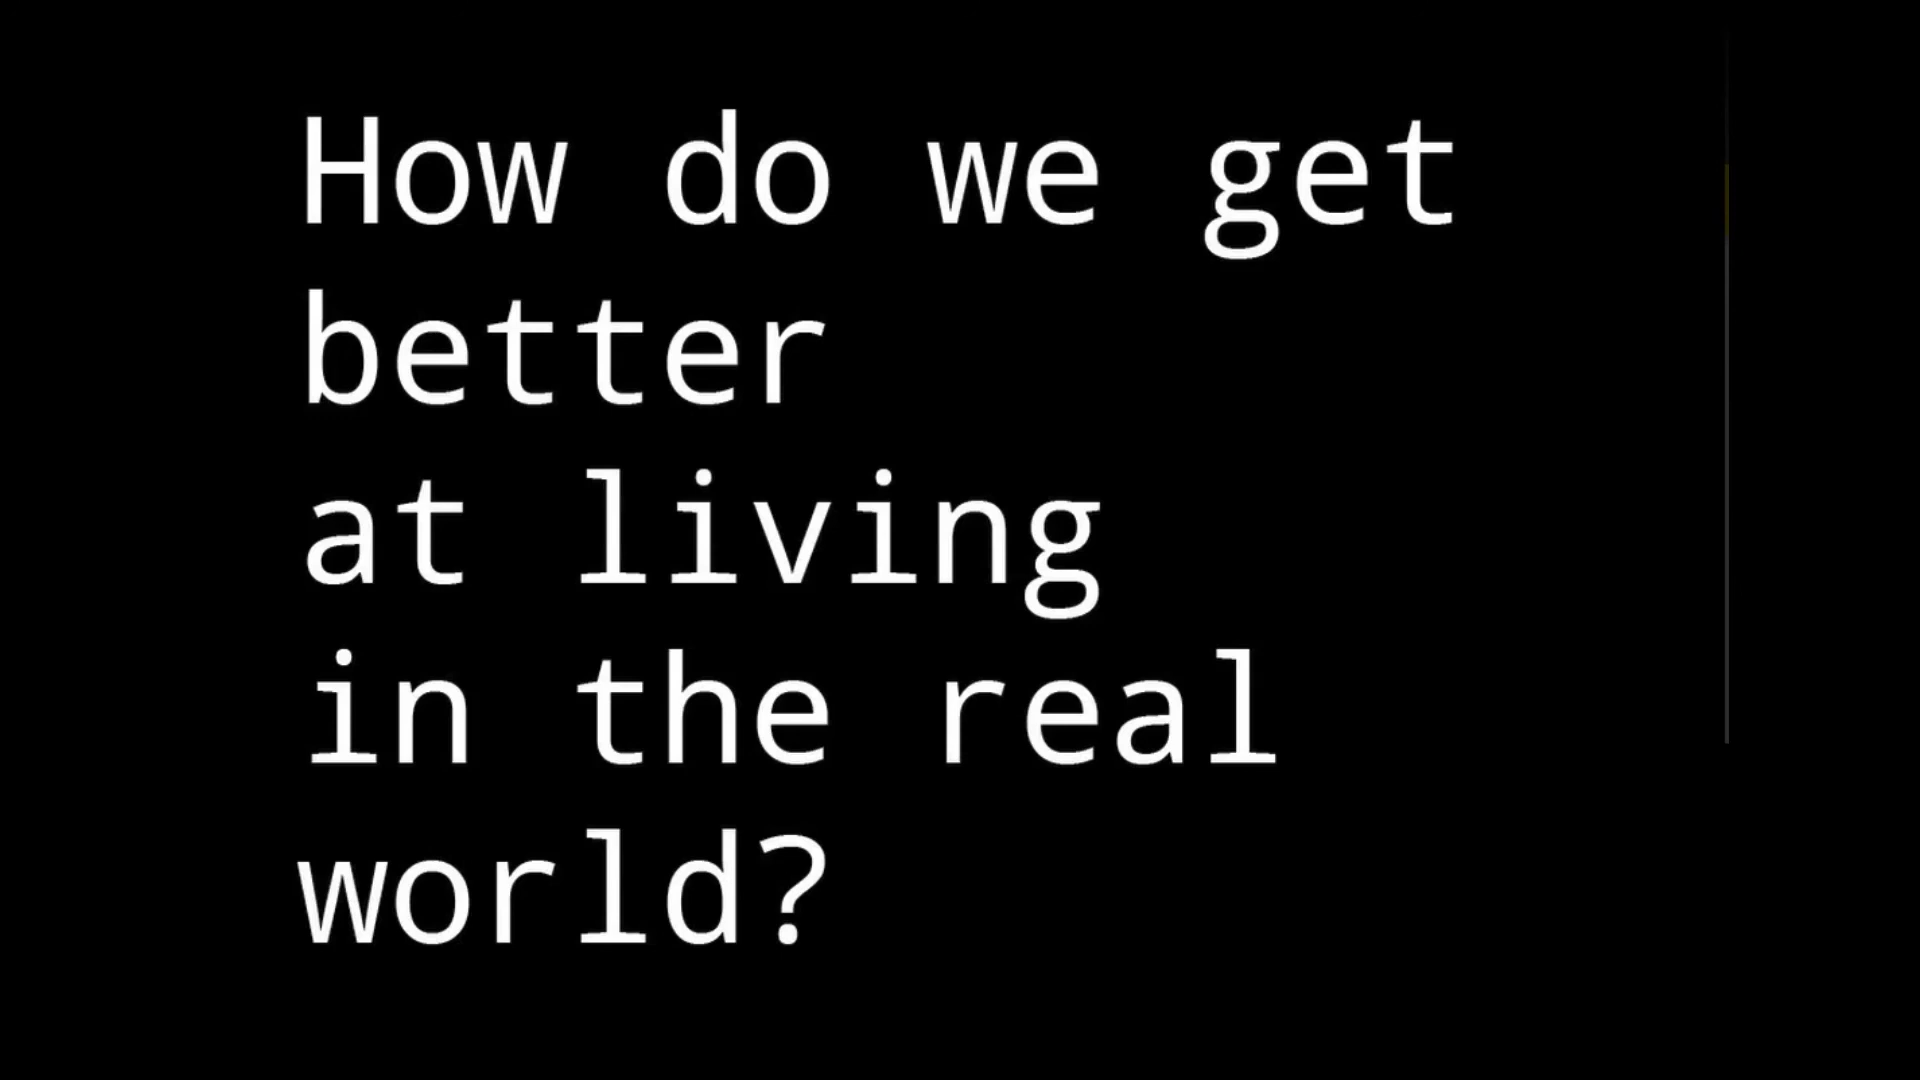 How do we get
better
at living
in the real
world?